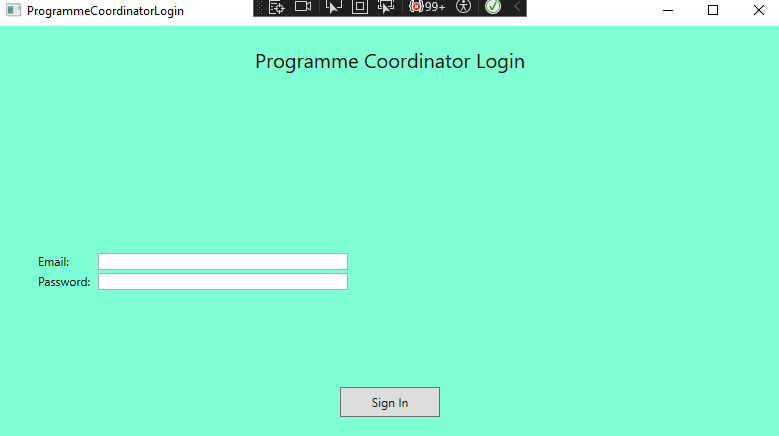 ProgrammeCoordinatorLogin
99+
Programme Coordinator Login
Email:
Password:
Sign In